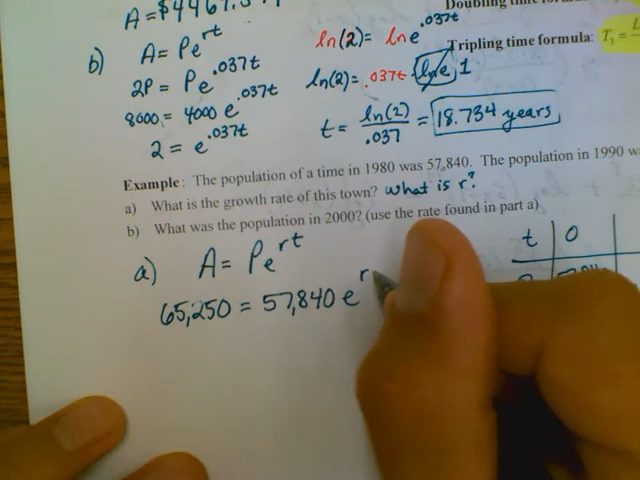 A = $4467.5
b) A = Pe^rt
2P = Pe^.037t
8000 = 4000 e^.037t
2 = e^.037t
ln(2) = ln e^.037t
ln(2) = .037t · ln e 1
t = ln(2)/.037 = 18.734 years
Doubling time
Tripling time formula: T₃ =
Example: The population of a time in 1980 was 57,840. The population in 1990
a) What is the growth rate of this town? What is r?
b) What was the population in 2000? (use the rate found in part a)
a) A = Pe^rt
65,250 = 57,840 e^r
t 0